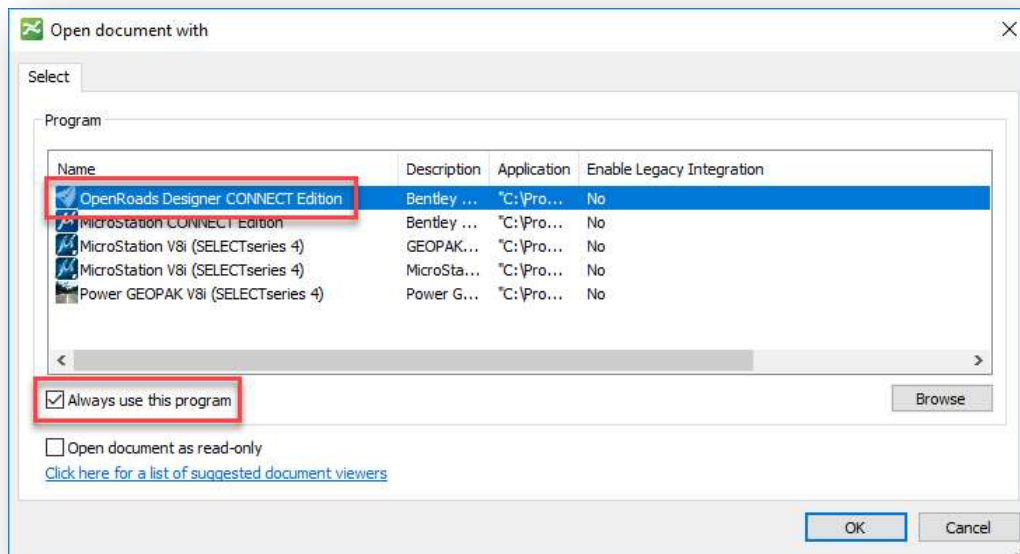 Open document with
Select
Program
Name Description Application Enable Legacy Integration
OpenRoads Designer CONNECT Edition Bentley ... "C:\Pro... No
MicroStation CONNECT Edition Bentley ... "C:\Pro... No
MicroStation V8i (SELECTseries 4) GEOPAK... "C:\Pro... No
MicroStation V8i (SELECTseries 4) MicroSta... "C:\Pro... No
Power GEOPAK V8i (SELECTseries 4) Power G... "C:\Pro... No
Always use this program Browse
Open document as read-only
Click here for a list of suggested document viewers
OK Cancel